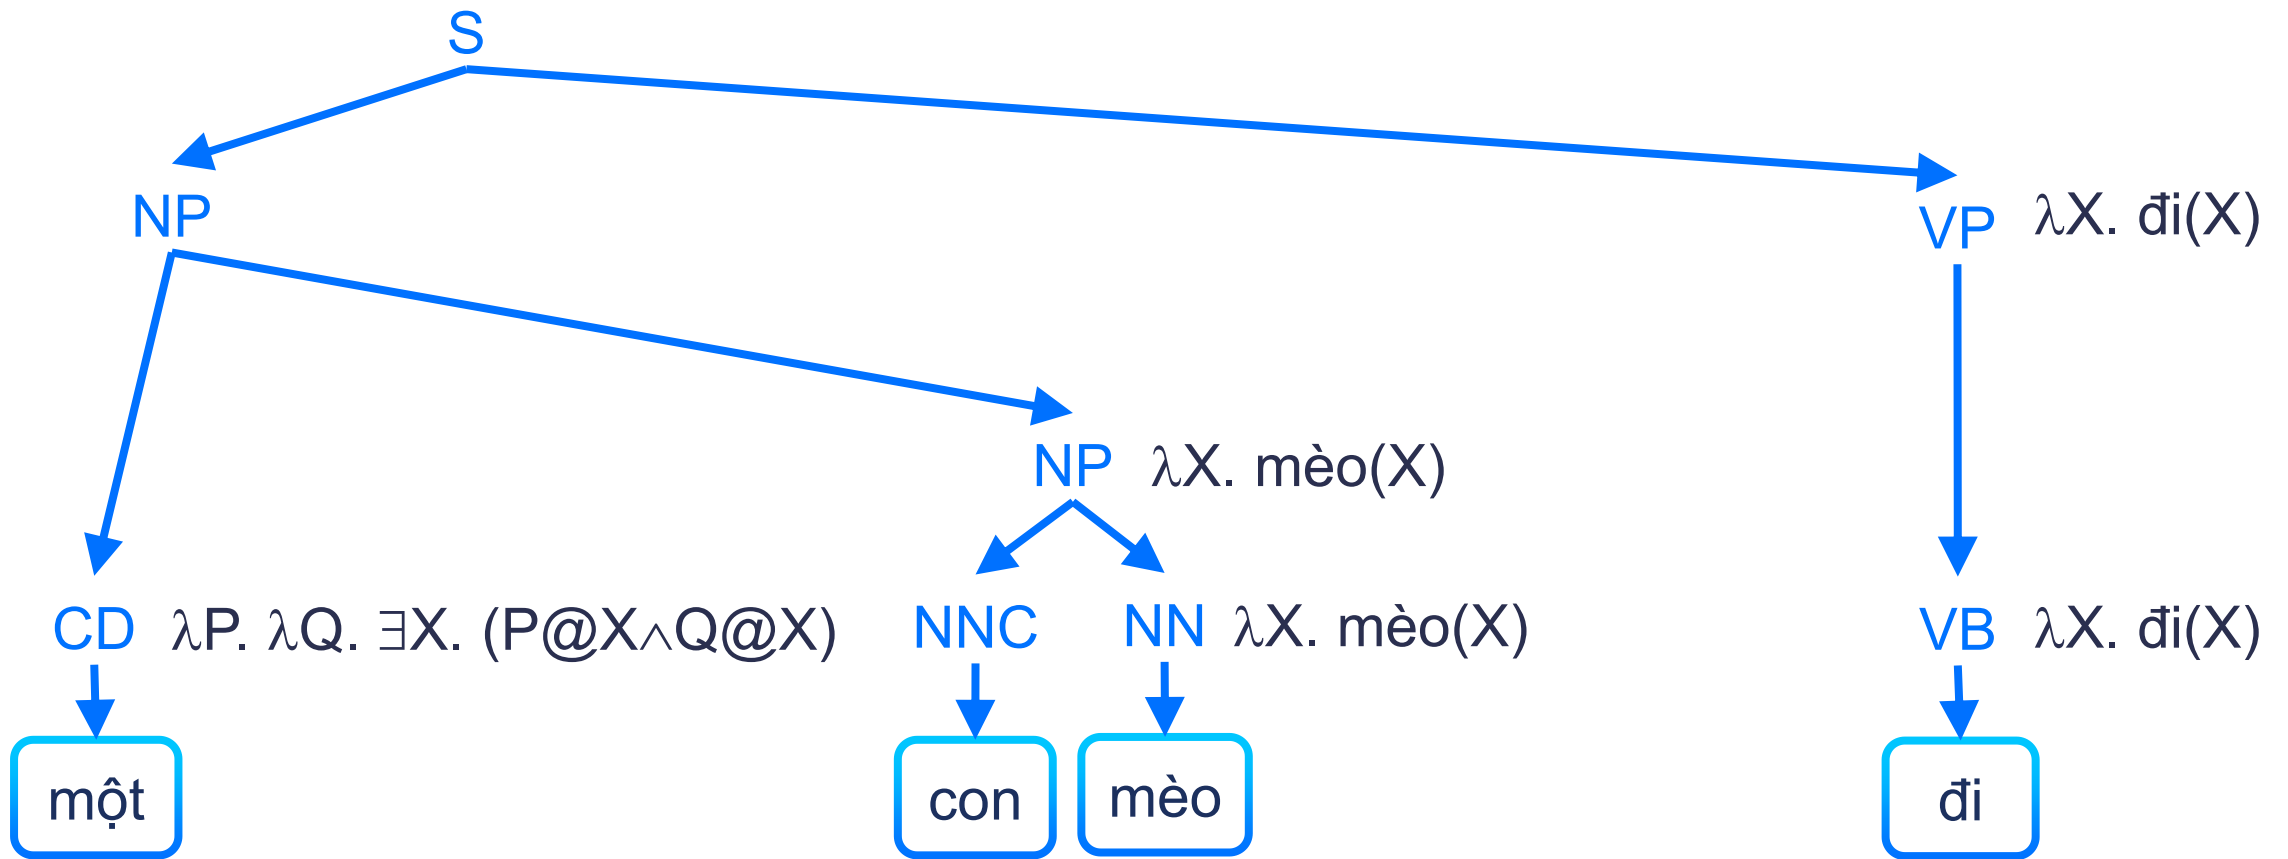 S
NP
VP λX. đi(X)
NP λX. mèo(X)
CD λP. λQ. ∃X. (P@X∧Q@X)
NNC
NN λX. mèo(X)
VB λX. đi(X)
một
con
mèo
đi